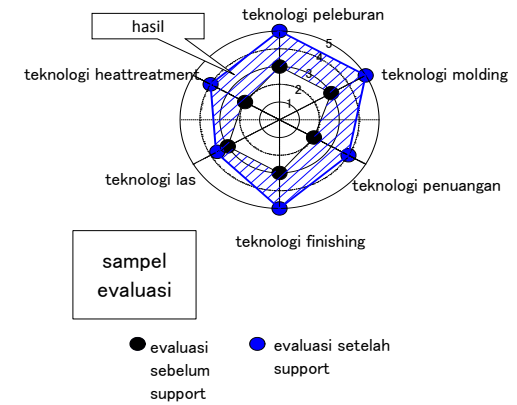 teknologi peleburan
hasil
5
4
3
2
1
teknologi heattreatment
teknologi molding
teknologi las
teknologi penuangan
teknologi finishing
sampel
evaluasi
evaluasi
sebelum
support
evaluasi setelah
support